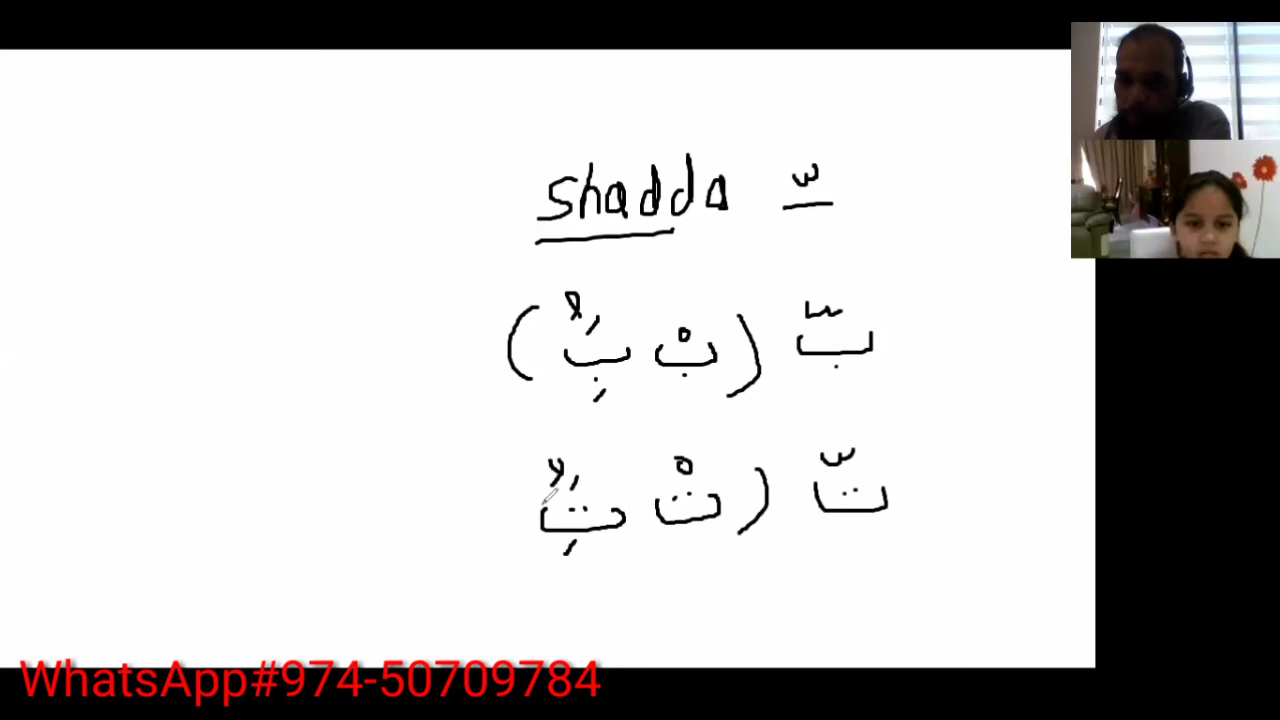 shadda ّ
بّ (بْ بَُِ)
تّ (تْ تَُِ
WhatsApp#974-50709784